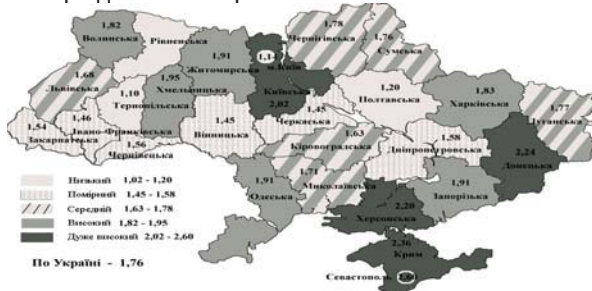 1,82
Волинська
Рівненська
1,91
Житомирська
1,14
м.Київ
Київська
2,02
1,78
Чернігівська
1,76
Сумська
1,68
Львівська
1,10
Тернопільська
1,95
Хмельницька
1,45
Вінницька
1,45
Черкаська
1,20
Полтавська
1,83
Харківська
1,77
Луганська
1,54
Закарпатська
1,46
Івано-Франківська
1,56
Чернівецька
1,63
Кіровоградська
1,58
Дніпропетровська
2,24
Донецька
1,91
Одеська
1,71
Миколаївська
2,20
Херсонська
1,91
Запорізька
2,36
Крим
Севастополь 2,60
Низький 1,02 - 1,20
Помірний 1,45 - 1,58
Середній 1,63 - 1,78
Високий 1,82 - 1,95
Дуже високий 2,02 - 2,60
По Україні - 1,76